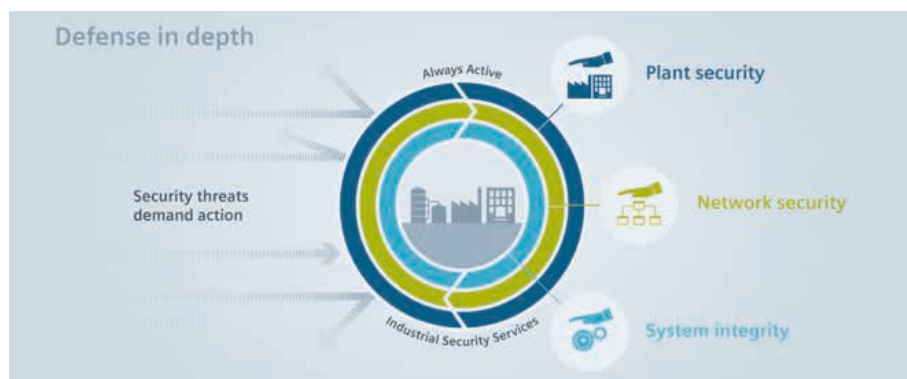 Defense in depth
Always Active
Plant security
Security threats
demand action
Network security
Industrial Security Services
System integrity